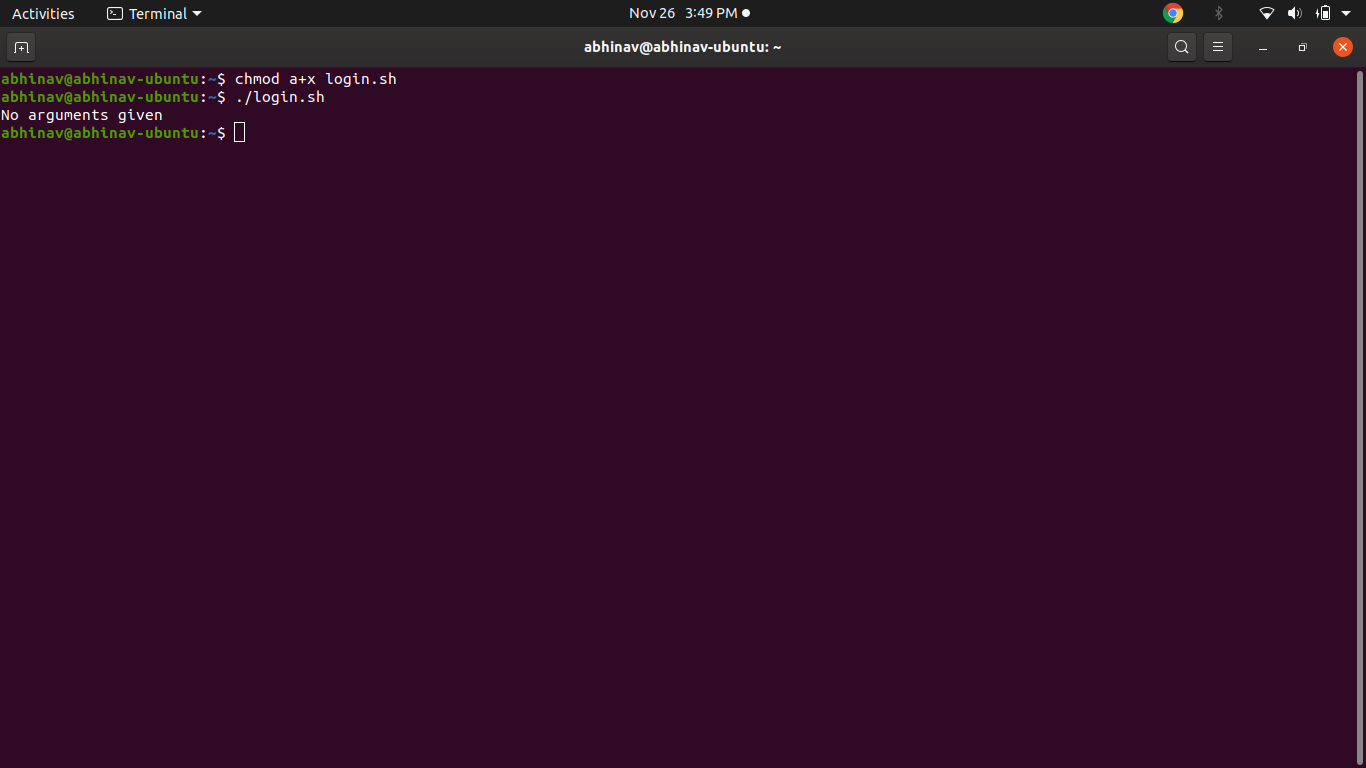 Activities Terminal Nov 26 3:49 PM
abhinav@abhinav-ubuntu: ~
abhinav@abhinav-ubuntu:~$ chmod a+x login.sh
abhinav@abhinav-ubuntu:~$ ./login.sh
No arguments given
abhinav@abhinav-ubuntu:~$